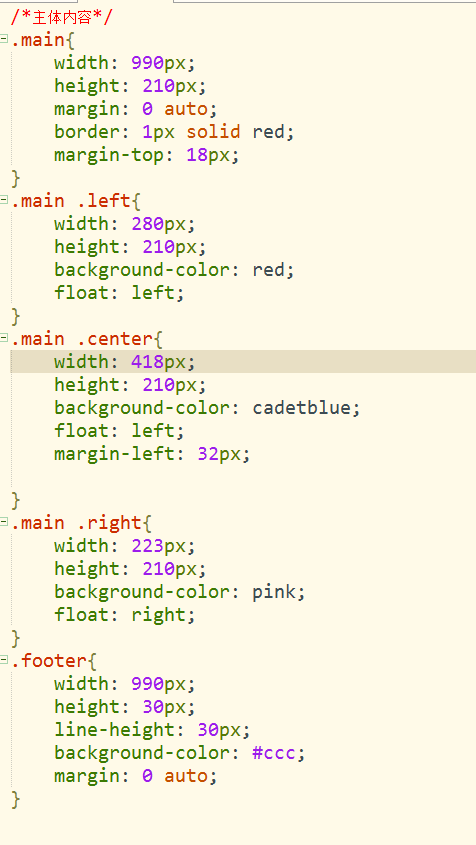 /*主体内容*/
.main{
width: 990px;
height: 210px;
margin: 0 auto;
border: 1px solid red;
margin-top: 18px;
}
.main .left{
width: 280px;
height: 210px;
background-color: red;
float: left;
}
.main .center{
width: 418px;
height: 210px;
background-color: cadetblue;
float: left;
margin-left: 32px;
}
.main .right{
width: 223px;
height: 210px;
background-color: pink;
float: right;
}
.footer{
width: 990px;
height: 30px;
line-height: 30px;
background-color: #ccc;
margin: 0 auto;
}